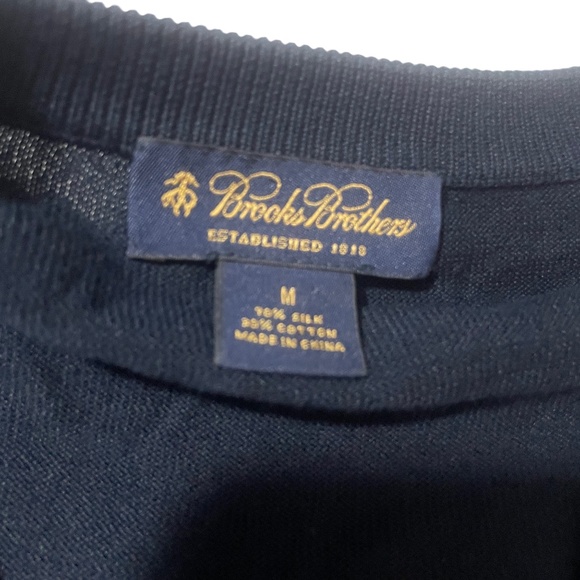 Brooks Brothers
ESTABLISHED 1818
M
70% SILK
30% COTTON
MADE IN CHINA